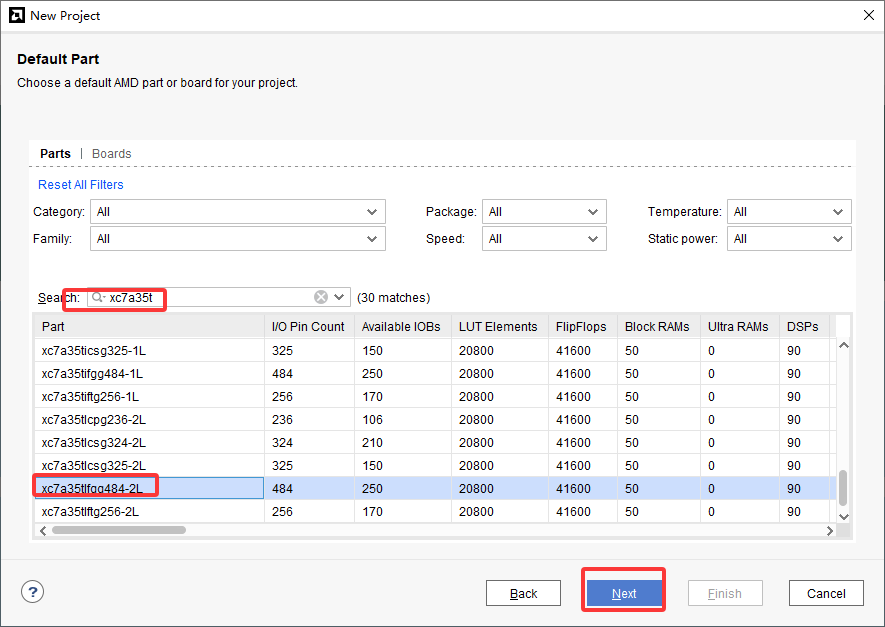 New Project
Default Part
Choose a default AMD part or board for your project.
Parts | Boards
Reset All Filters
Category: All Package: All Temperature: All
Family: All Speed: All Static power: All
Search: xc7a35t (30 matches)
Part I/O Pin Count Available IOBs LUT Elements FlipFlops Block RAMs Ultra RAMs DSPs
xc7a35ticsg325-1L 325 150 20800 41600 50 0 90
xc7a35tifgg484-1L 484 250 20800 41600 50 0 90
xc7a35tiftg256-1L 256 170 20800 41600 50 0 90
xc7a35tlcpg236-2L 236 106 20800 41600 50 0 90
xc7a35tlcsg324-2L 324 210 20800 41600 50 0 90
xc7a35tlcsg325-2L 325 150 20800 41600 50 0 90
xc7a35tlfgg484-2L 484 250 20800 41600 50 0 90
xc7a35tlftg256-2L 256 170 20800 41600 50 0 90
? Back Next Finish Cancel